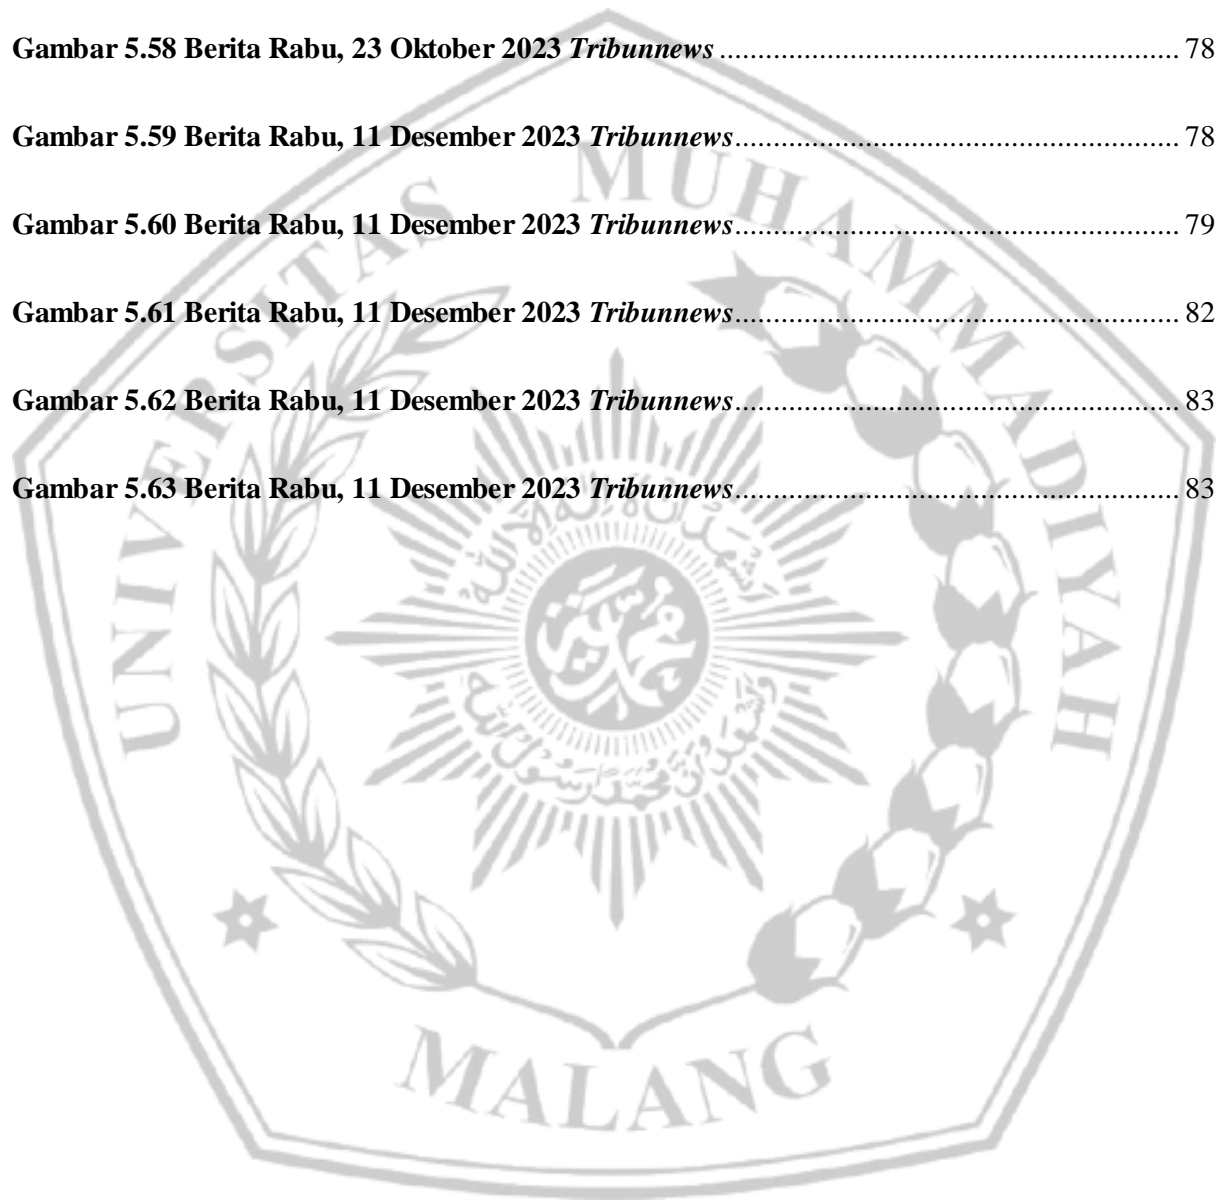 Gambar 5.58 Berita Rabu, 23 Oktober 2023 Tribunnews ............................................................ 78
Gambar 5.59 Berita Rabu, 11 Desember 2023 Tribunnews.......................................................... 78
Gambar 5.60 Berita Rabu, 11 Desember 2023 Tribunnews.......................................................... 79
Gambar 5.61 Berita Rabu, 11 Desember 2023 Tribunnews.......................................................... 82
Gambar 5.62 Berita Rabu, 11 Desember 2023 Tribunnews.......................................................... 83
Gambar 5.63 Berita Rabu, 11 Desember 2023 Tribunnews.......................................................... 83
UNIVERSITAS MUHAMMADIYAH
MALANG